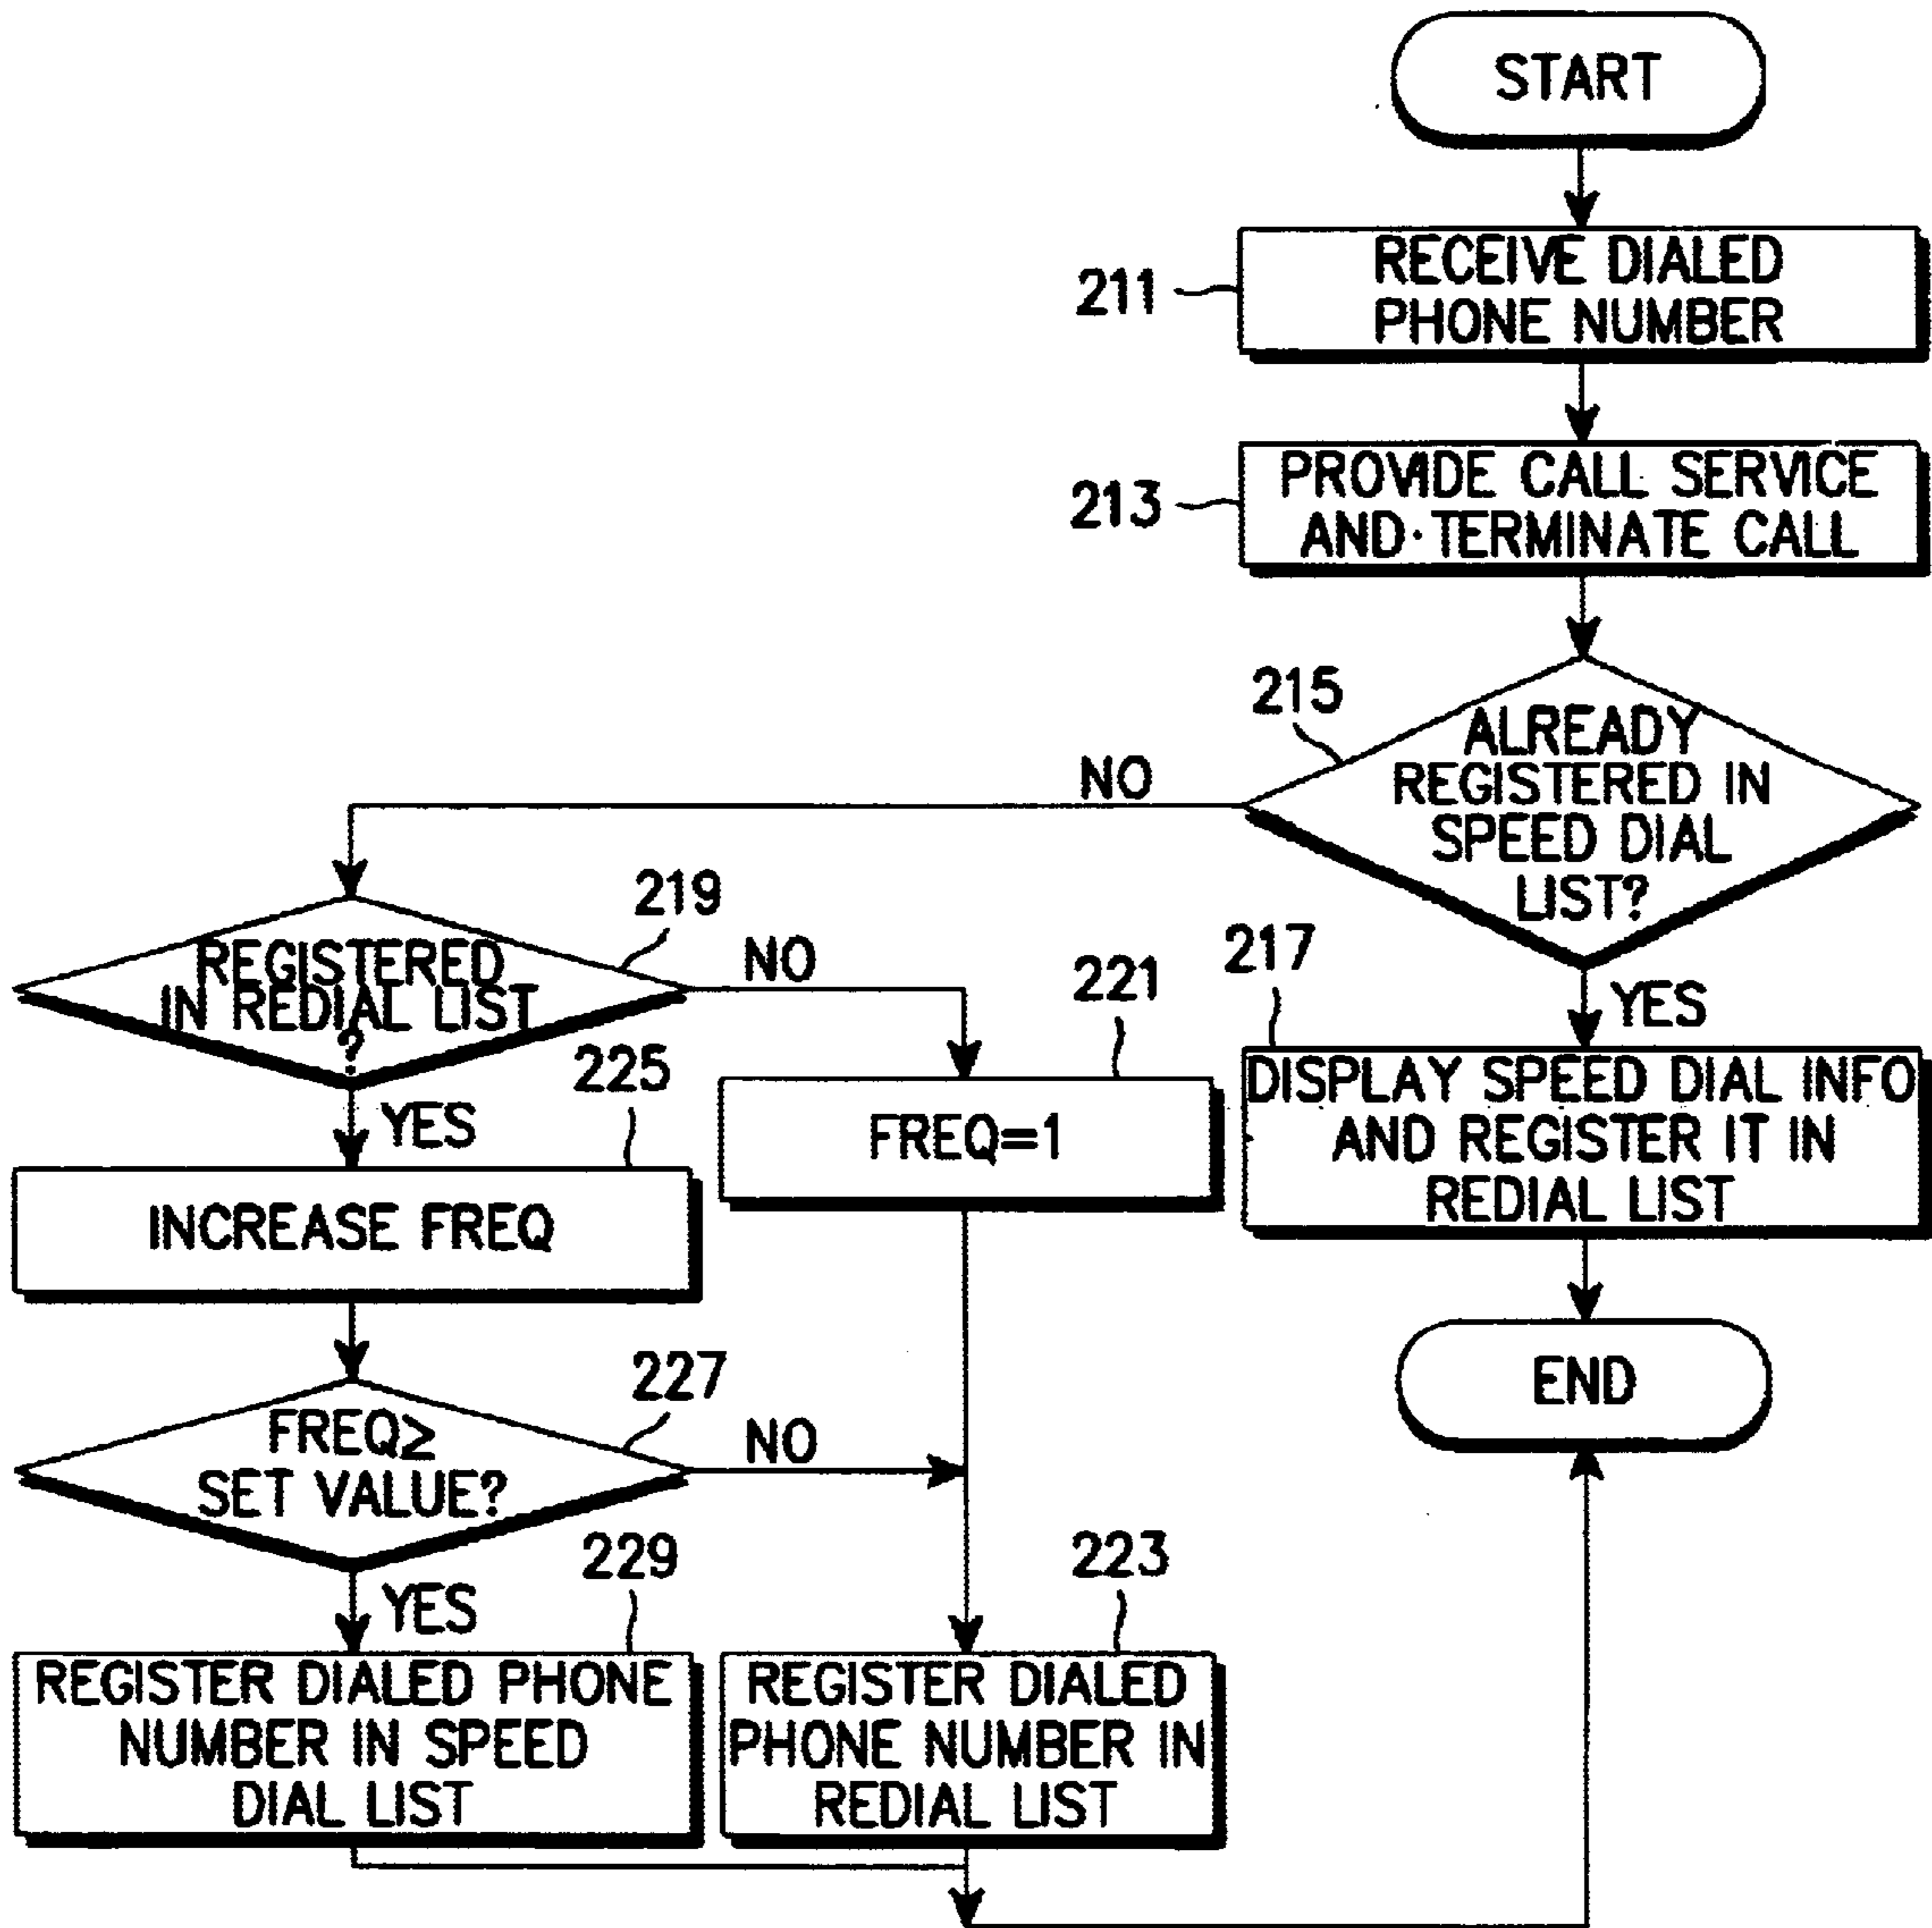 START
211
RECEIVE DIALED
PHONE NUMBER
213
PROVIDE CALL SERVICE
AND TERMINATE CALL
215
ALREADY
REGISTERED IN
SPEED DIAL
LIST?
NO
YES
217
DISPLAY SPEED DIAL INFO
AND REGISTER IT IN
REDIAL LIST
END
219
REGISTERED
IN REDIAL LIST
?
NO
YES
221
FREQ=1
225
INCREASE FREQ
227
FREQ≥
SET VALUE?
NO
YES
229
REGISTER DIALED PHONE
NUMBER IN SPEED
DIAL LIST
223
REGISTER DIALED
PHONE NUMBER IN
REDIAL LIST